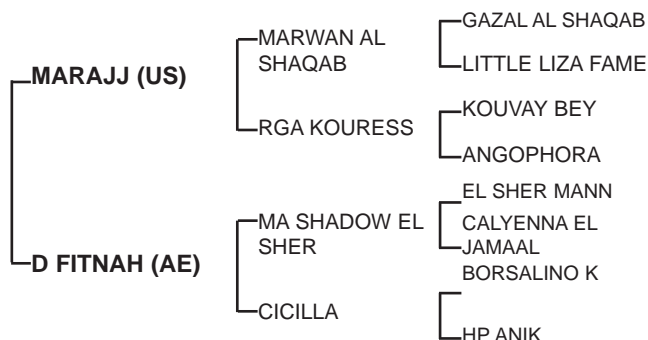 GAZAL AL SHAQAB
MARWAN AL
SHAQAB
LITTLE LIZA FAME
MARAJJ (US)
KOUVAY BEY
RGA KOURESS
ANGOPHORA
EL SHER MANN
MA SHADOW EL
SHER
CALYENNA EL
JAMAAL
D FITNAH (AE)
BORSALINO K
CICILLA
HP ANIK